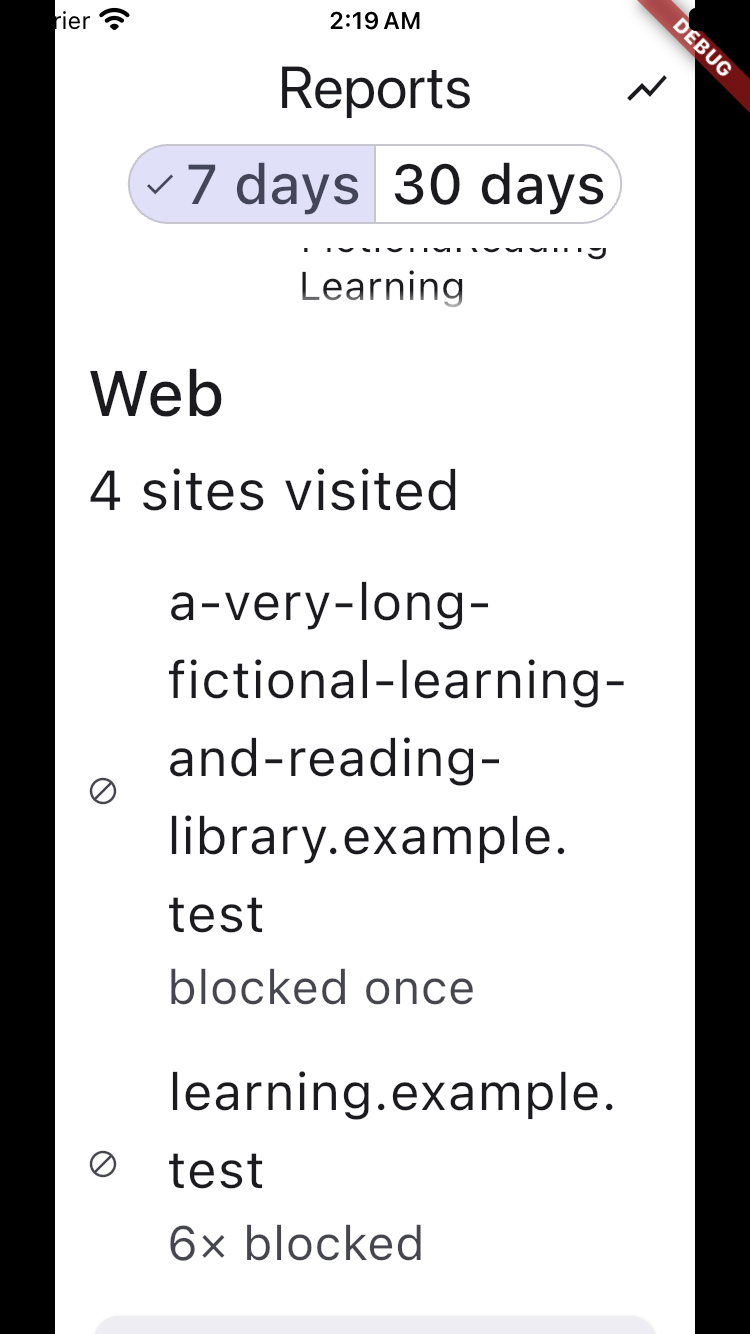 rier
2:19 AM
DEBUG
Reports
7 days
30 days
Learning
Web
4 sites visited
a-very-long-
fictional-learning-
and-reading-
library.example.
test
blocked once
learning.example.
test
6× blocked